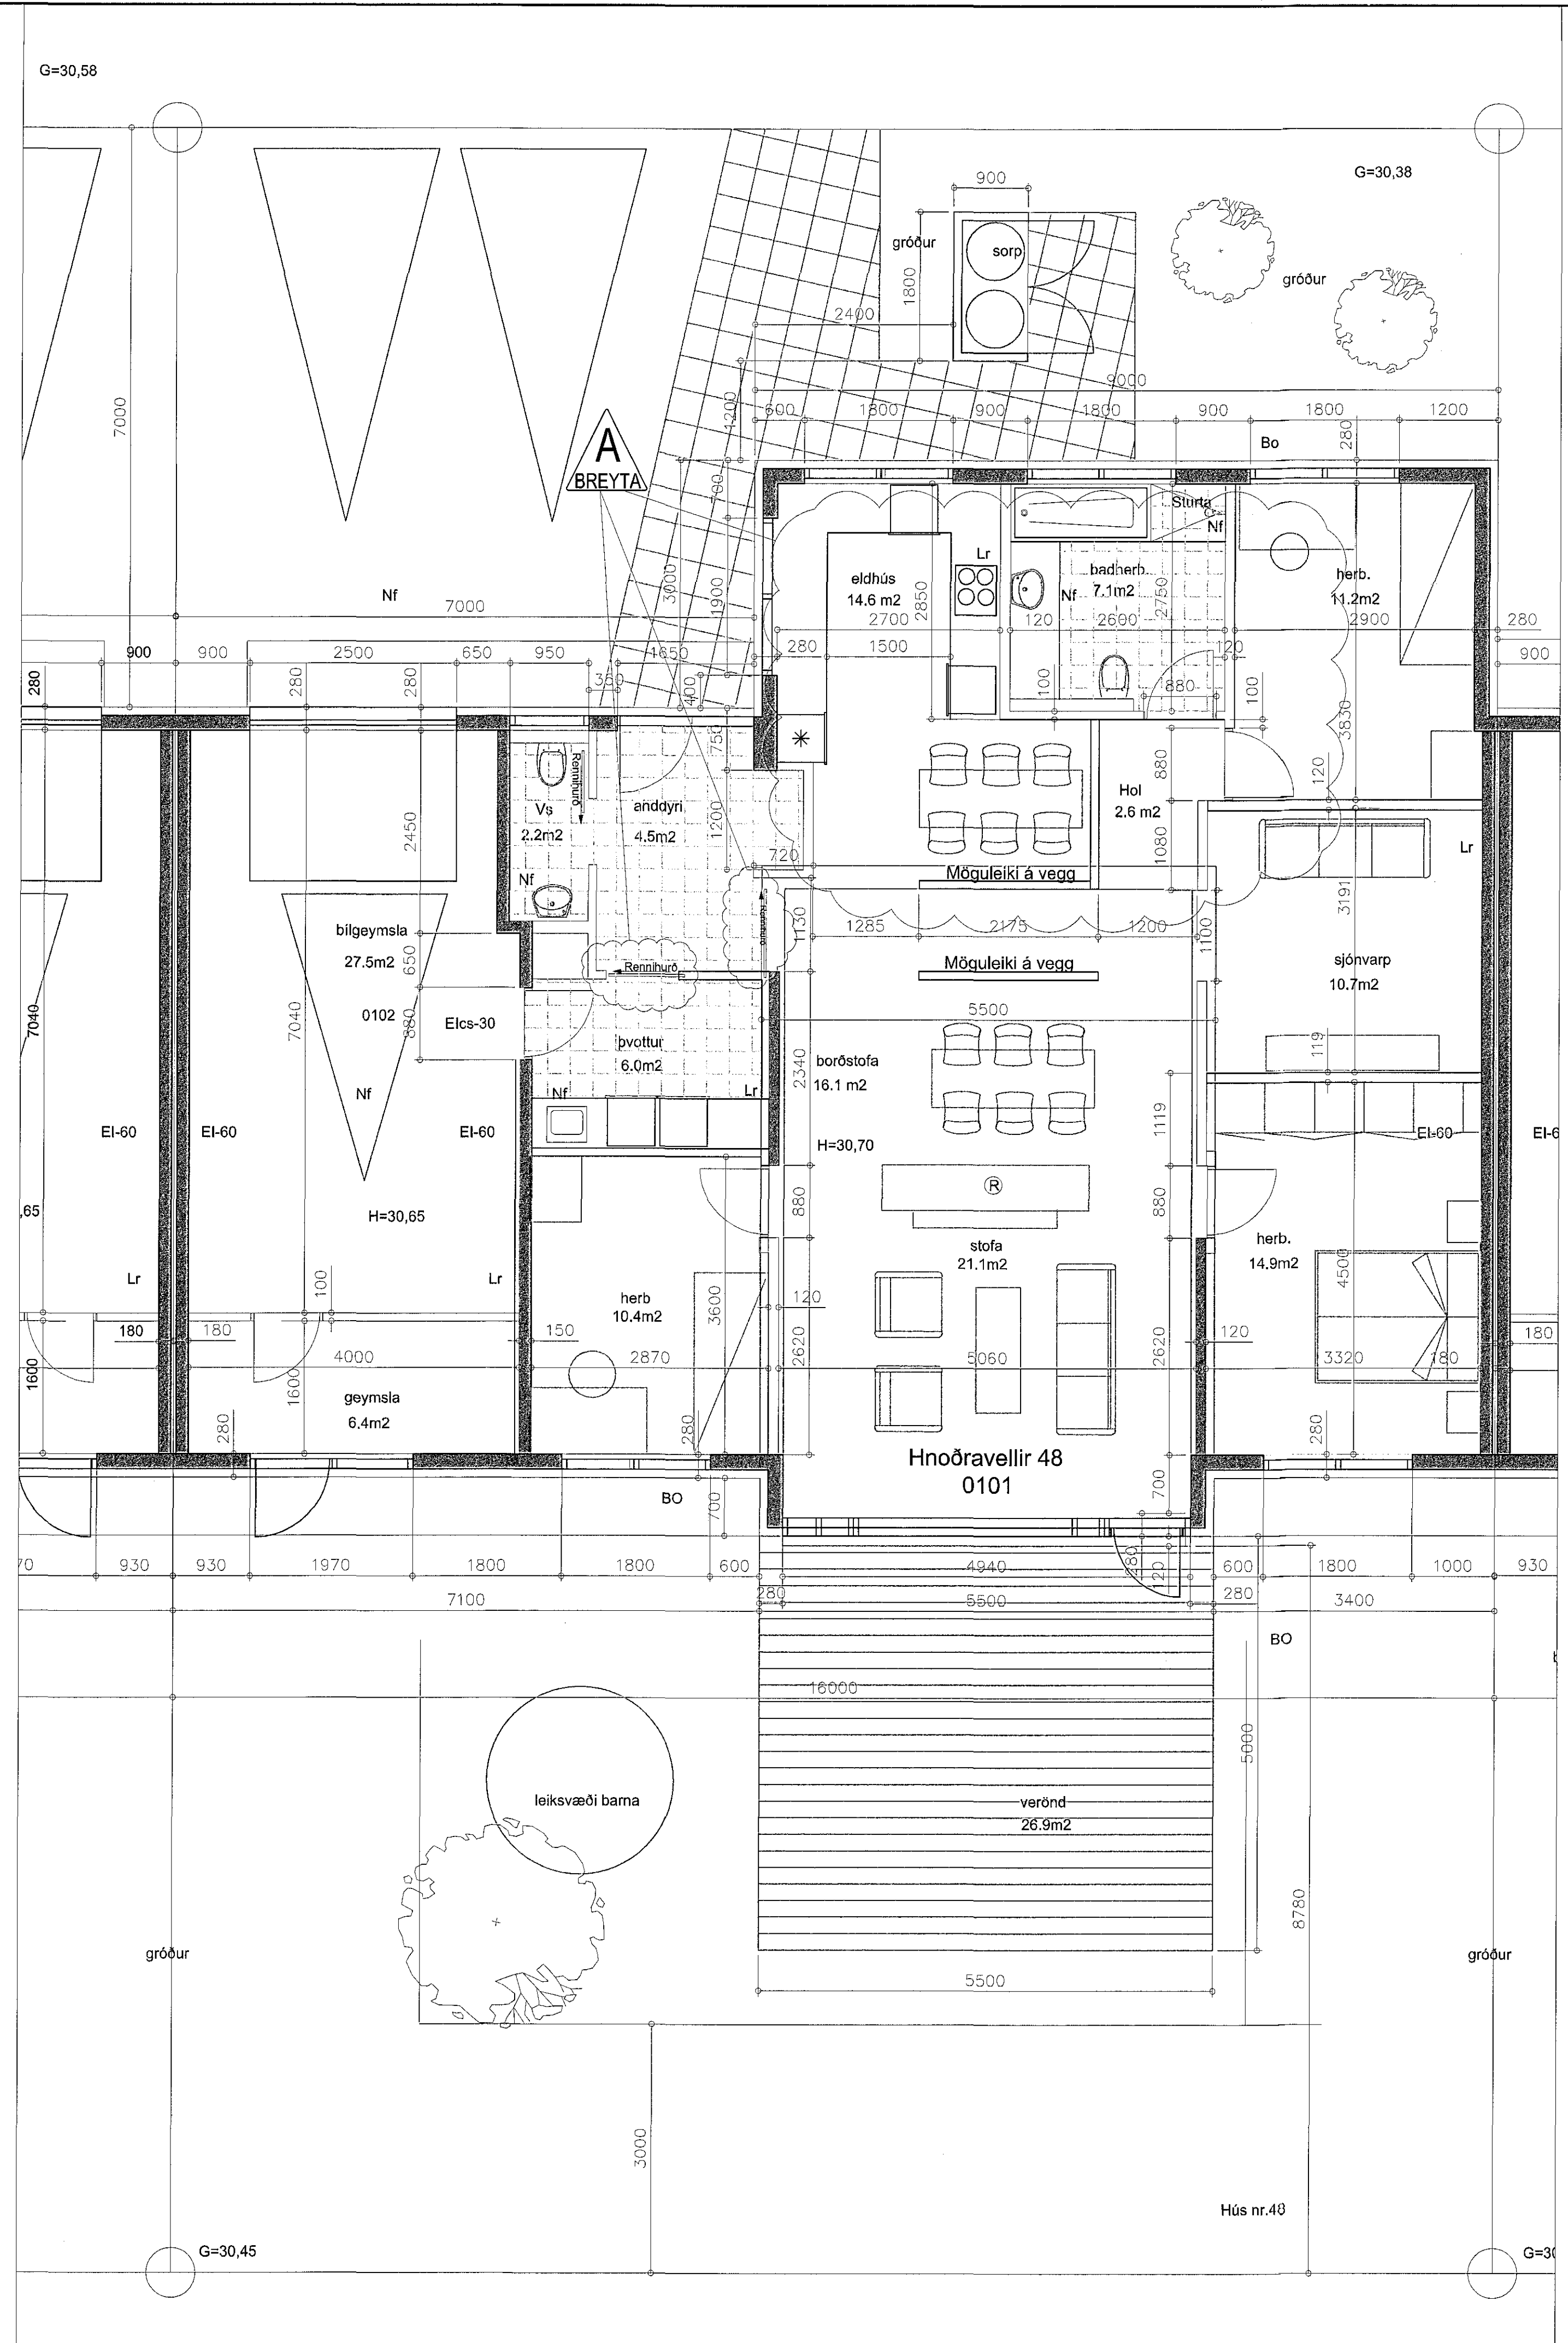 G=30,58
G=30,38
900
gróður
sorp
gróður
1800
2400
9000
7000
1200
600
1800
900
1800
900
1800
1200
A
BREYTA
Bo
280
700
Sturta
Nf
Lr
eldhús
14.6 m2
2850
badherb.
7.1m2
Nf
2750
herb.
11.2m2
Nf
7000
3000
1900
2700
120
2600
2900
280
900
900
2500
650
950
1650
280
1500
120
900
280
280
280
350
400
100
880
100
3830
750
Rennihurð
Vs
2.2m2
anddyri
4.5m2
1200
880
Hol
2.6 m2
120
2450
1080
Lr
720
Möguleiki á vegg
Nf
3191
bílgeymsla
27.5m2
650
Rennihurð
1130
1285
2175
1200
1100
Rennihurð
Möguleiki á vegg
sjónvarp
10.7m2
7040
7040
0102
880
Elcs-30
5500
þvottur
6.0m2
2340
borðstofa
16.1 m2
119
Nf
Nf
Lr
1119
EI-60
EI-60
EI-60
H=30,70
EI-60
EI-6
,65
H=30,65
880
R
880
stofa
21.1m2
herb.
14.9m2
4500
Lr
100
Lr
herb
10.4m2
3600
120
180
180
150
2620
2620
120
180
1600
4000
2870
5060
3320
180
1600
geymsla
6.4m2
280
280
280
Hnoðravellir 48
0101
BO
700
700
70
930
930
1970
1800
1800
600
4940
280
120
600
1800
1000
930
7100
280
5500
280
3400
BO
16000
5000
leiksvæði barna
verönd
26.9m2
8780
gróður
gróður
5500
3000
Hús nr.48
G=30,45
G=30